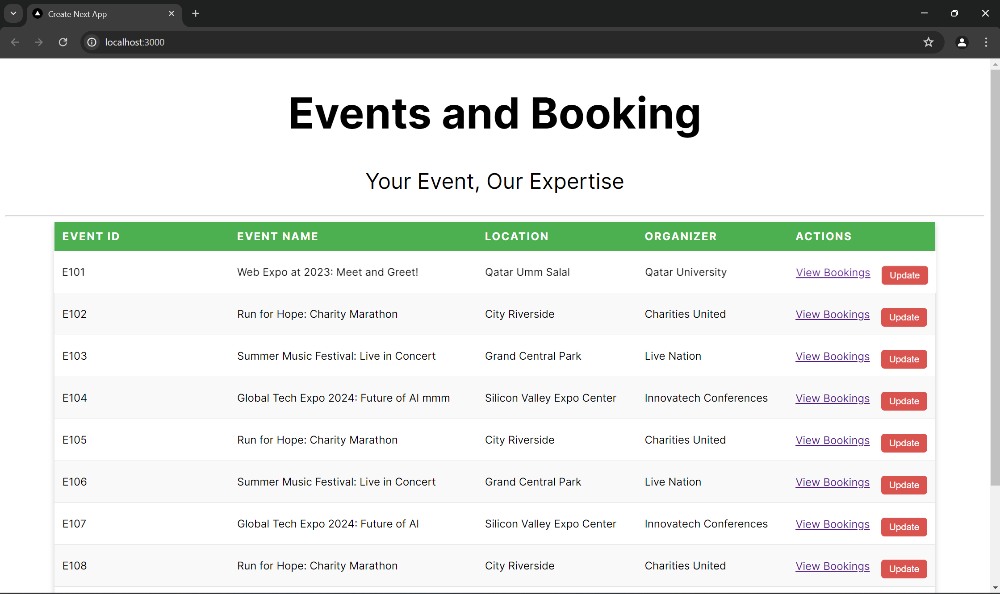 Create Next App
localhost:3000
Events and Booking
Your Event, Our Expertise
EVENT ID EVENT NAME LOCATION ORGANIZER ACTIONS
E101 Web Expo at 2023: Meet and Greet! Qatar Umm Salal Qatar University View Bookings Update
E102 Run for Hope: Charity Marathon City Riverside Charities United View Bookings Update
E103 Summer Music Festival: Live in Concert Grand Central Park Live Nation View Bookings Update
E104 Global Tech Expo 2024: Future of AI mmm Silicon Valley Expo Center Innovatech Conferences View Bookings Update
E105 Run for Hope: Charity Marathon City Riverside Charities United View Bookings Update
E106 Summer Music Festival: Live in Concert Grand Central Park Live Nation View Bookings Update
E107 Global Tech Expo 2024: Future of AI Silicon Valley Expo Center Innovatech Conferences View Bookings Update
E108 Run for Hope: Charity Marathon City Riverside Charities United View Bookings Update